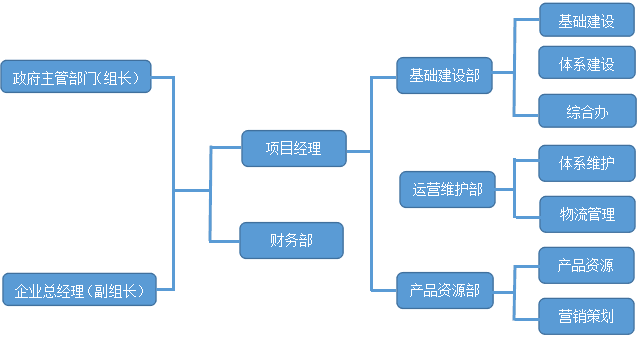 政府主管部门（组长）
企业总经理（副组长）
项目经理
财务部
基础建设部
运营维护部
产品资源部
基础建设
体系建设
综合办
体系维护
物流管理
产品资源
营销策划